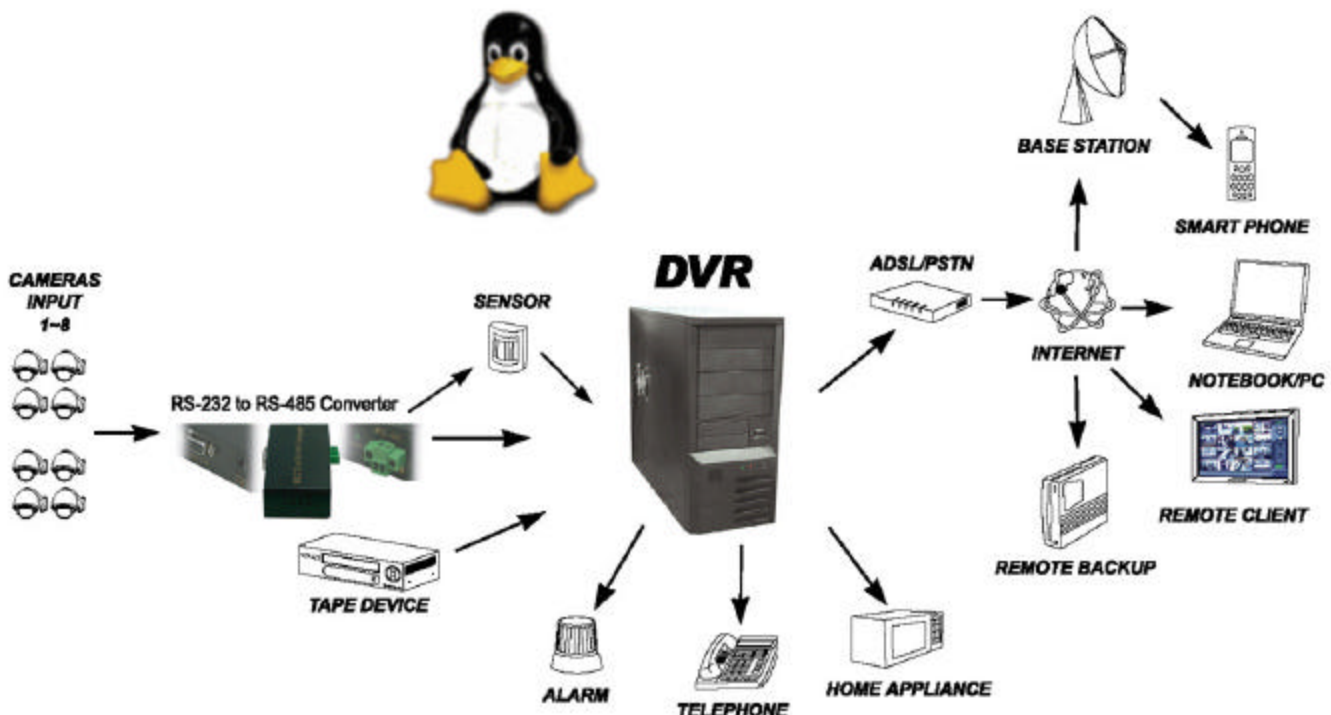 BASE STATION
SMART PHONE
CAMERAS
INPUT
1~8
SENSOR
DVR
ADSL/PSTN
INTERNET
NOTEBOOK/PC
RS-232 to RS-485 Converter
REMOTE CLIENT
TAPE DEVICE
REMOTE BACKUP
ALARM
TELEPHONE
HOME APPLIANCE